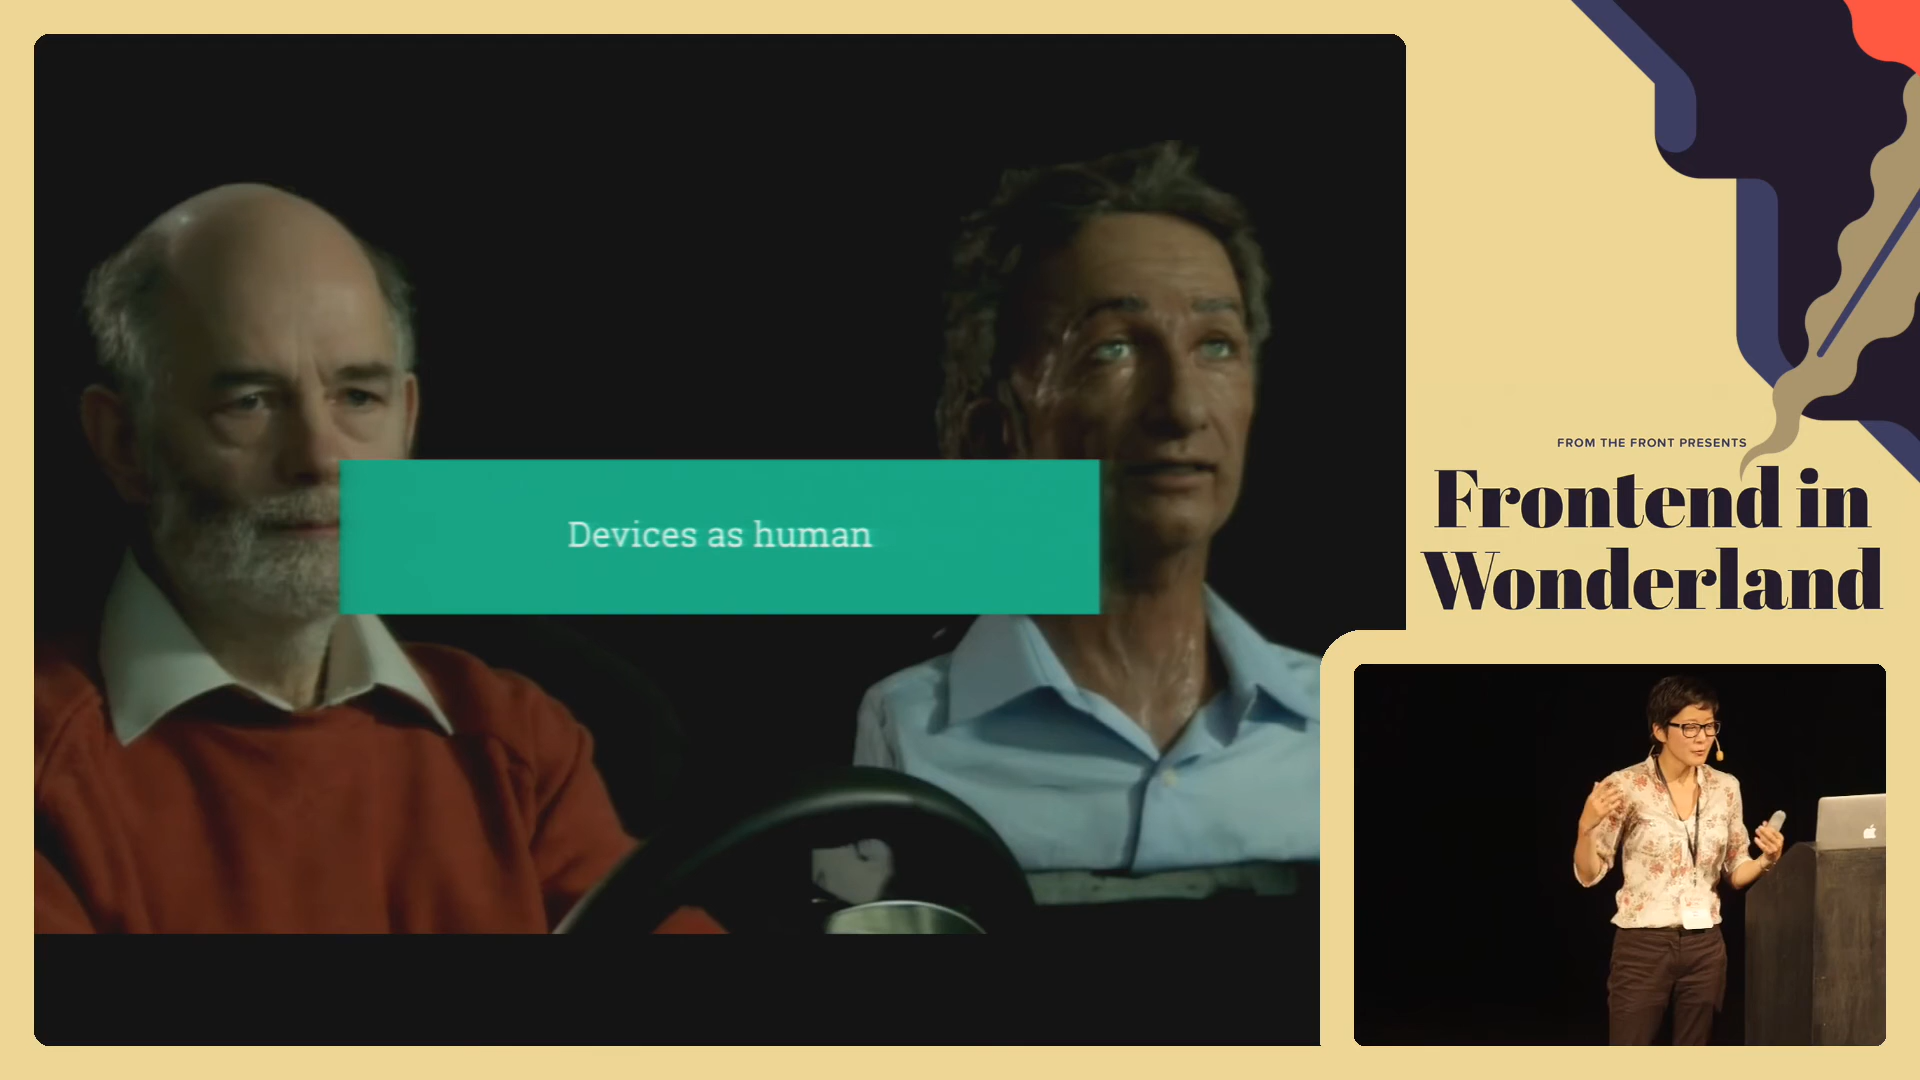 Devices as human
FROM THE FRONT PRESENTS
Frontend in
Wonderland